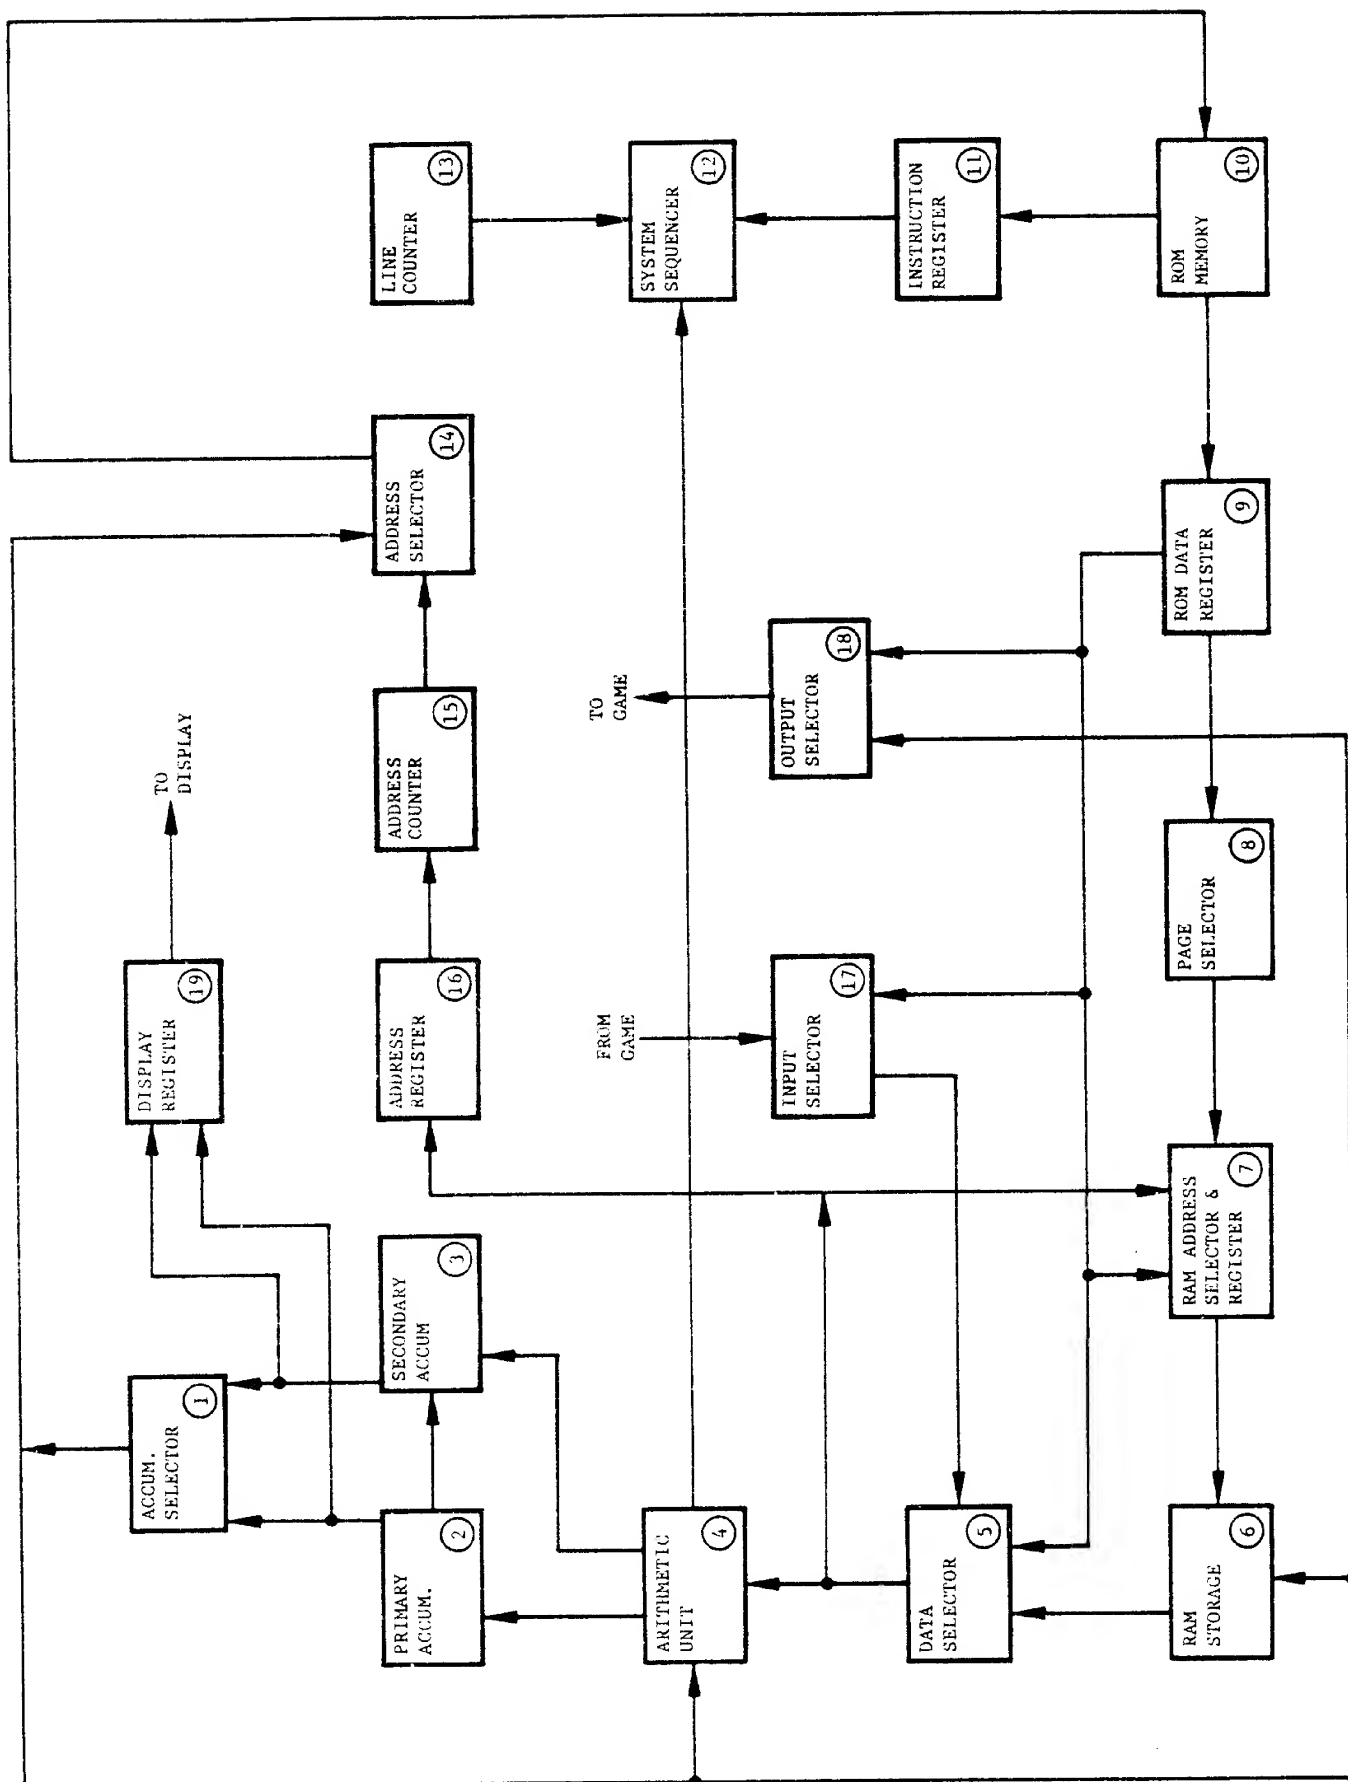 ACCUM.
SELECTOR
1
DISPLAY
REGISTER
19
TO
DISPLAY
PRIMARY
ACCUM.
2
SECONDARY
ACCUM
3
ADDRESS
REGISTER
16
ADDRESS
COUNTER
15
ADDRESS
SELECTOR
14
LINE
COUNTER
13
ARITHMETIC
UNIT
4
FROM
GAME
TO
GAME
SYSTEM
SEQUENCER
12
INPUT
SELECTOR
17
OUTPUT
SELECTOR
18
DATA
SELECTOR
5
INSTRUCTION
REGISTER
11
RAM
STORAGE
6
RAM ADDRESS
SELECTOR &
REGISTER
7
PAGE
SELECTOR
8
ROM DATA
REGISTER
9
ROM
MEMORY
10